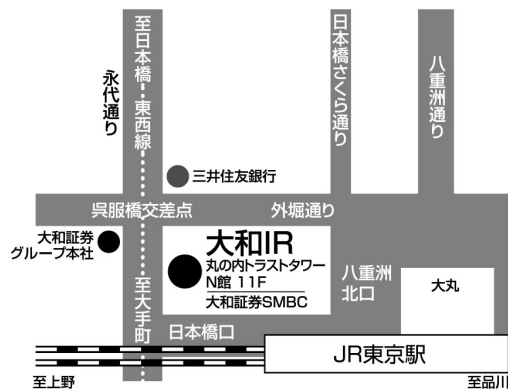 至日本橋
東西線
永代通り
日本橋さくら通り
八重洲通り
三井住友銀行
呉服橋交差点
外堀通り
大和証券
グループ本社
大和IR
丸の内トラストタワー
N館 11F
大和証券SMBC
八重洲
北口
大丸
至大手町
日本橋口
JR東京駅
至上野
至品川